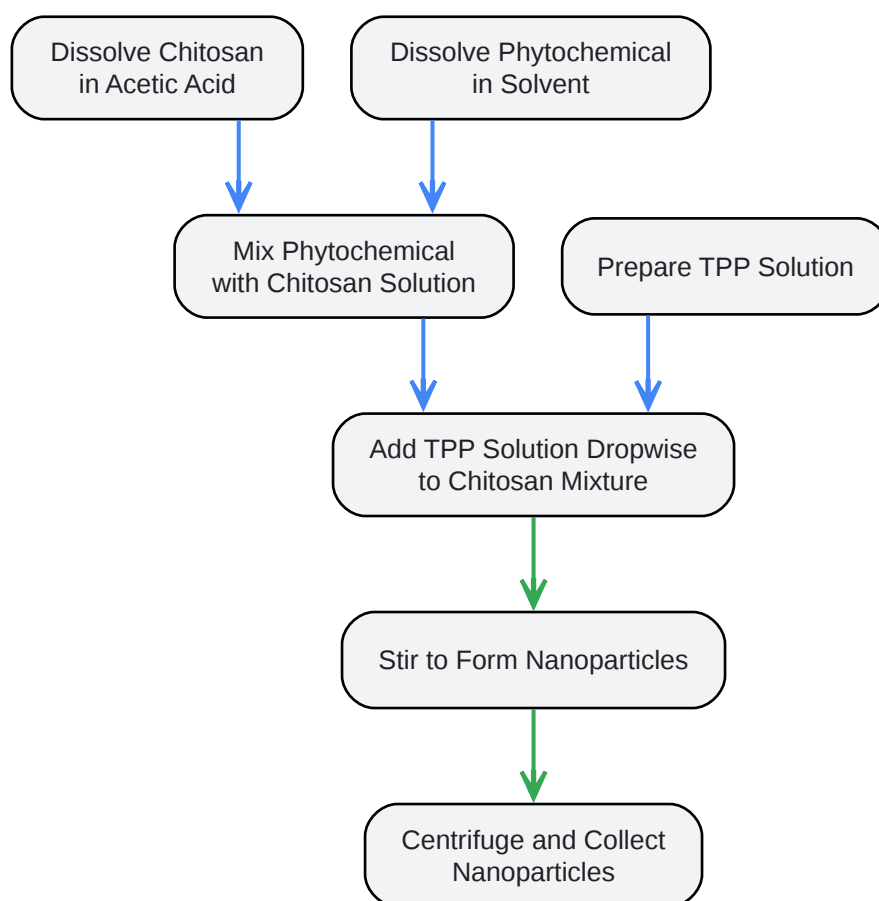 Dissolve Chitosan
in Acetic Acid
Dissolve Phytochemical
in Solvent
Mix Phytochemical
with Chitosan Solution
Prepare TPP Solution
Add TPP Solution Dropwise
to Chitosan Mixture
Stir to Form Nanoparticles
Centrifuge and Collect
Nanoparticles